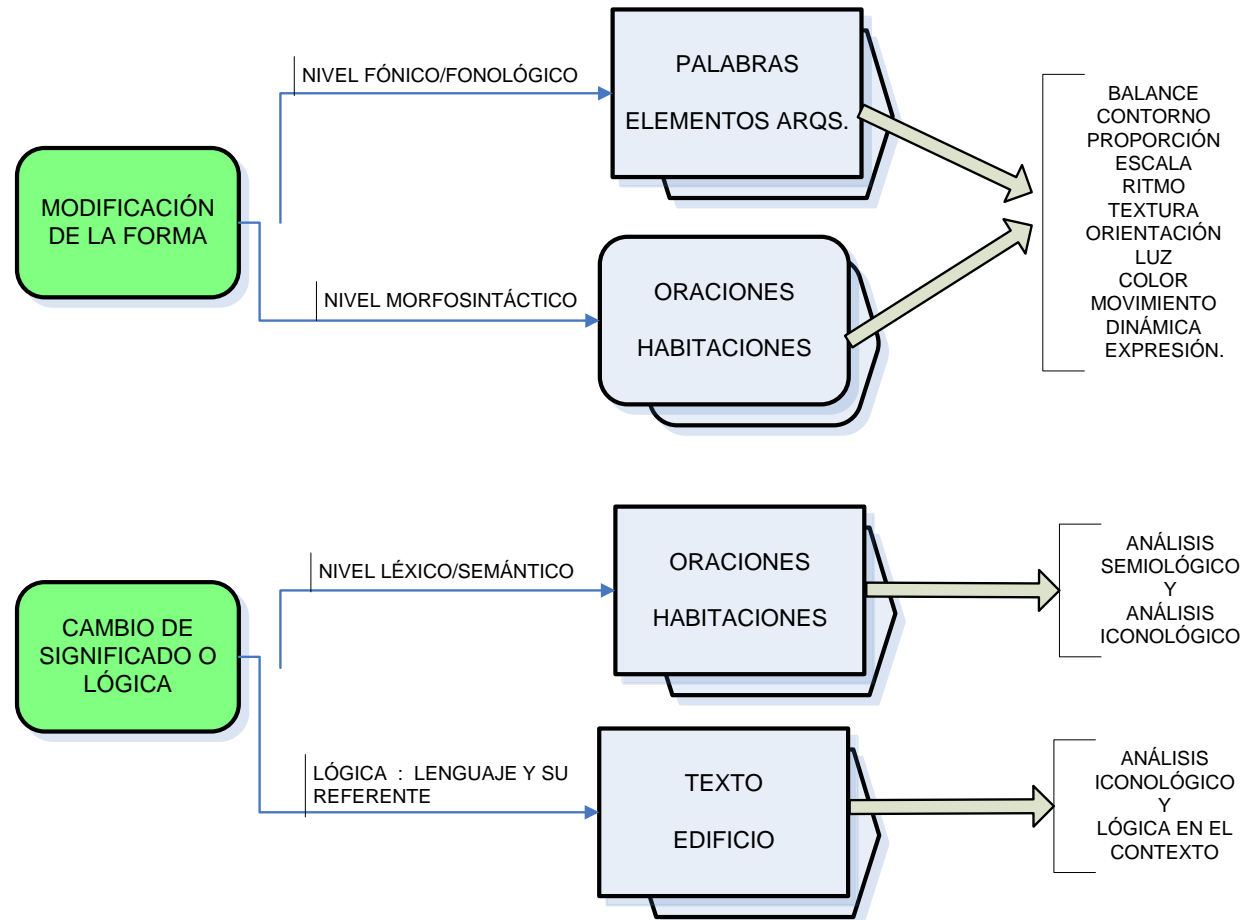 MODIFICACIÓN
DE LA FORMA
NIVEL FÓNICO/FONOLÓGICO
PALABRAS
ELEMENTOS ARQS.
NIVEL MORFOSINTÁCTICO
ORACIONES
HABITACIONES
BALANCE
CONTORNO
PROPORCIÓN
ESCALA
RITMO
TEXTURA
ORIENTACIÓN
LUZ
COLOR
MOVIMIENTO
DINÁMICA
EXPRESIÓN.
CAMBIO DE
SIGNIFICADO O
LÓGICA
NIVEL LÉXICO/SEMÁNTICO
ORACIONES
HABITACIONES
ANÁLISIS
SEMIOLÓGICO
Y
ANÁLISIS
ICONOLÓGICO
LÓGICA : LENGUAJE Y SU
REFERENTE
TEXTO
EDIFICIO
ANÁLISIS
ICONOLÓGICO
Y
LÓGICA EN EL
CONTEXTO